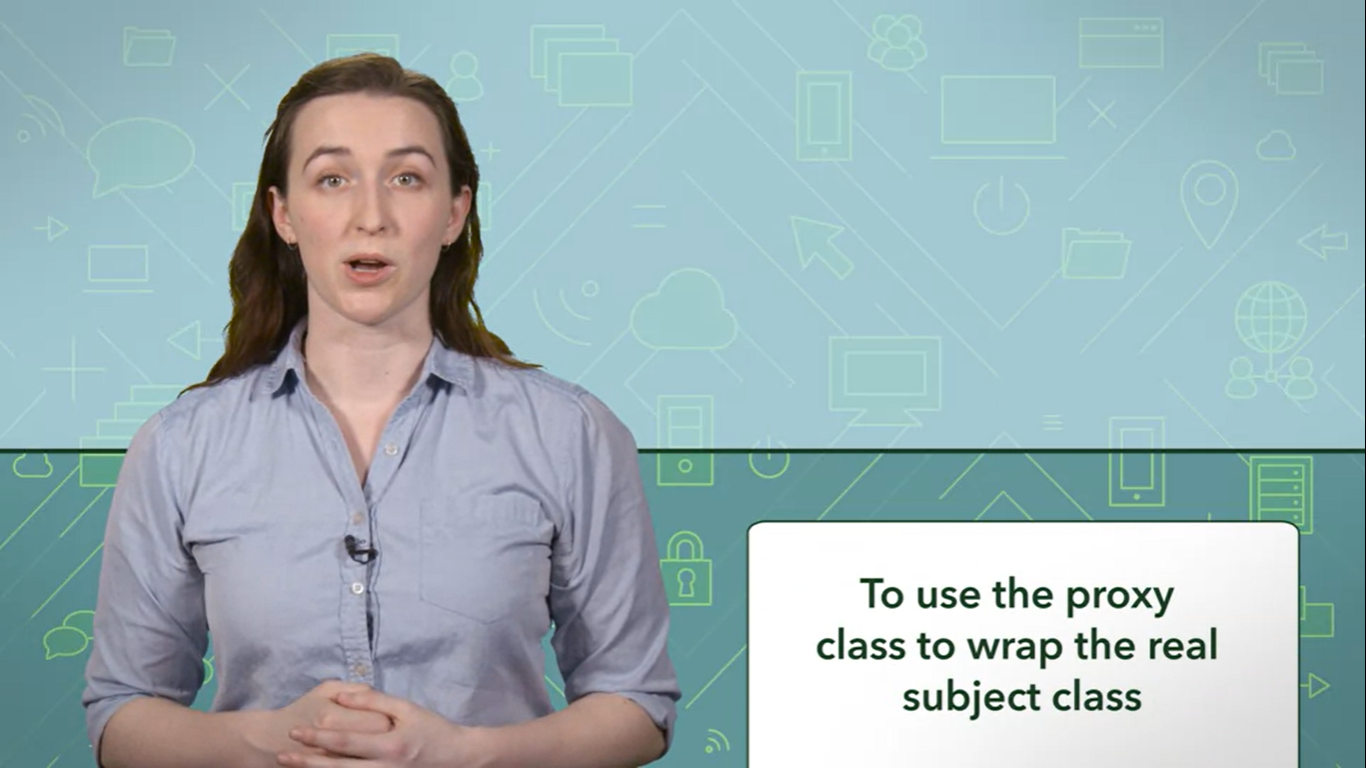 To use the proxy
class to wrap the real
subject class